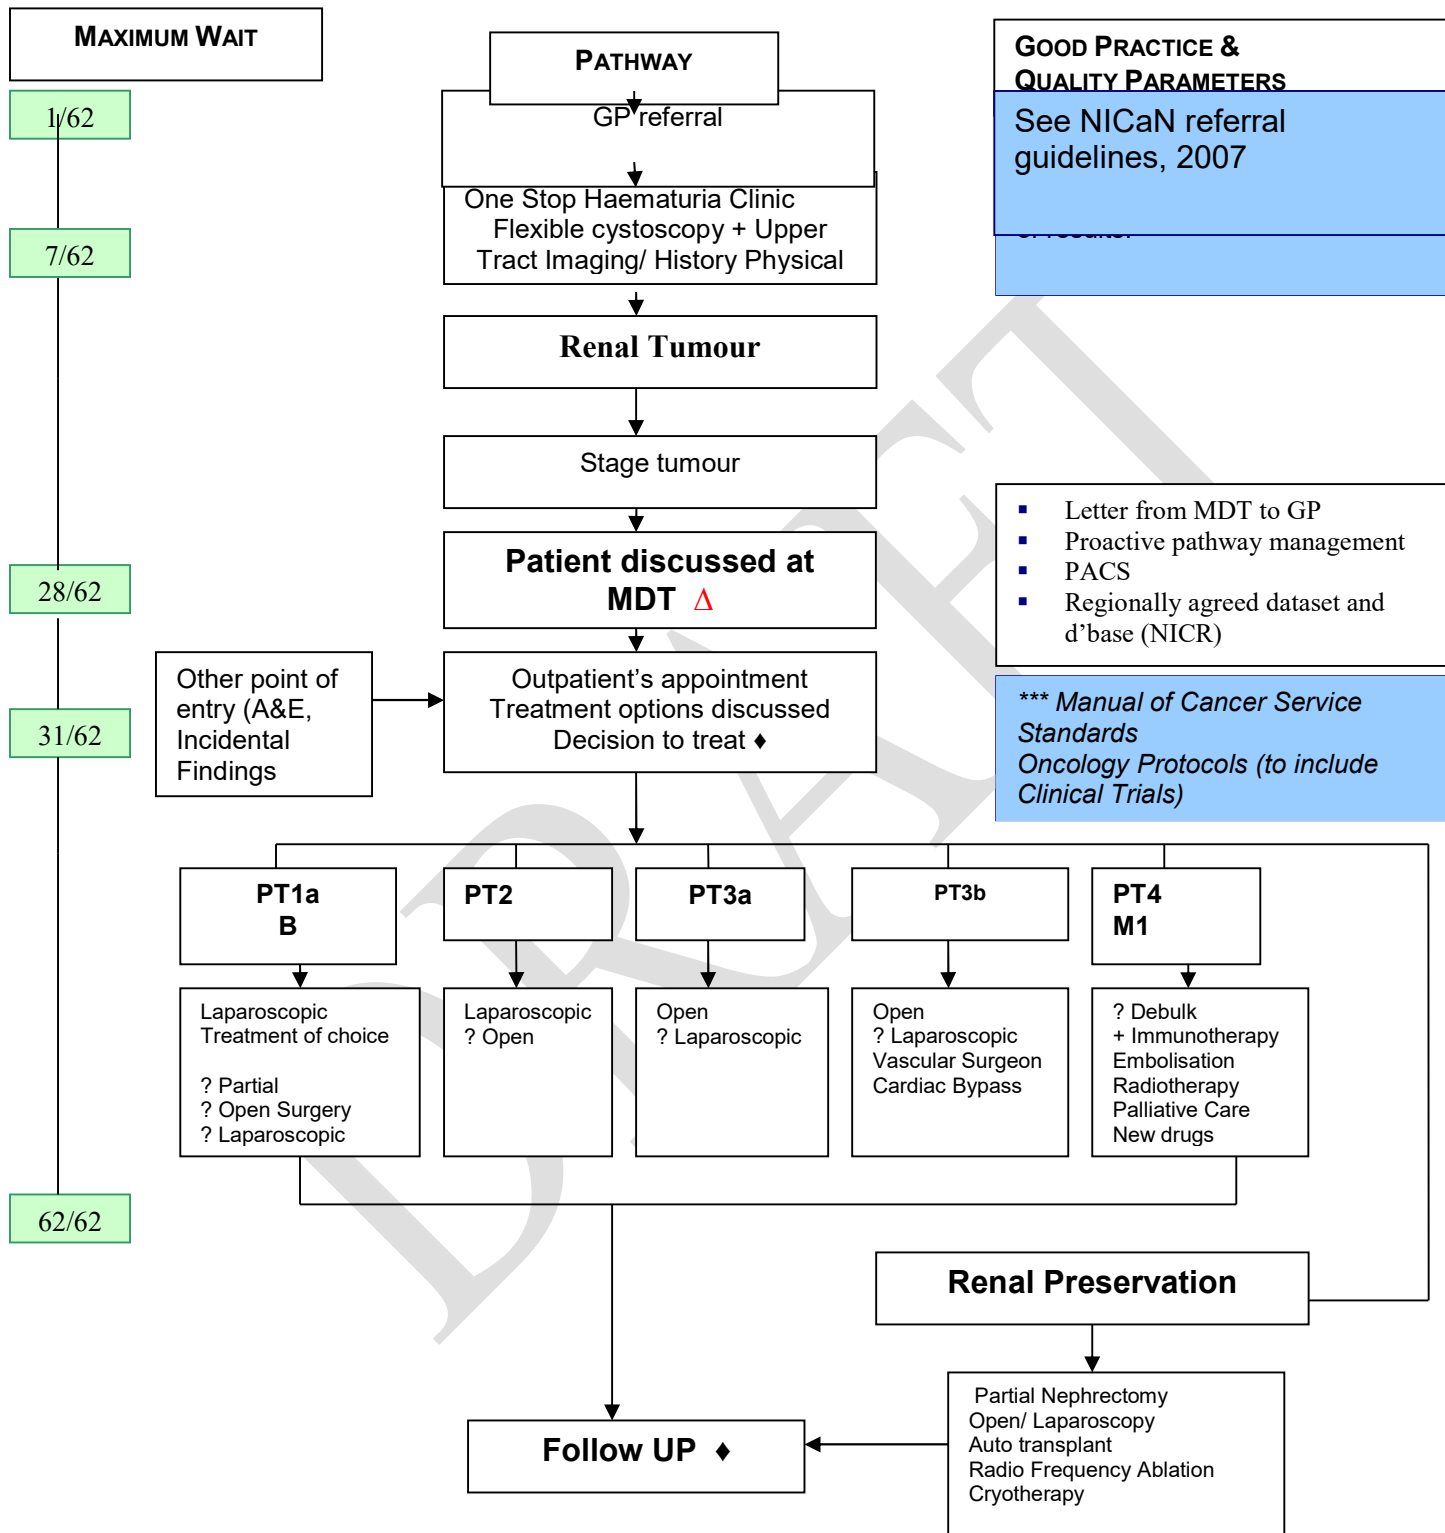 MAXIMUM WAIT
PATHWAY
GOOD PRACTICE &
QUALITY PARAMETERS
1/62
GP referral
See NICaN referral
guidelines, 2007
7/62
One Stop Haematuria Clinic
Flexible cystoscopy + Upper
Tract Imaging/ History Physical
Renal Tumour
Stage tumour
Patient discussed at
MDT Δ
28/62
▪ Letter from MDT to GP
▪ Proactive pathway management
▪ PACS
▪ Regionally agreed dataset and
d'base (NICR)
Other point of
entry (A&E,
Incidental
Findings
Outpatient's appointment
Treatment options discussed
Decision to treat ♦
31/62
*** Manual of Cancer Service
Standards
Oncology Protocols (to include
Clinical Trials)
PT1a
B
PT2
PT3a
PT3b
PT4
M1
Laparoscopic
Treatment of choice
? Partial
? Open Surgery
? Laparoscopic
Laparoscopic
? Open
Open
? Laparoscopic
Open
? Laparoscopic
Vascular Surgeon
Cardiac Bypass
? Debulk
+ Immunotherapy
Embolisation
Radiotherapy
Palliative Care
New drugs
62/62
Renal Preservation
Partial Nephrectomy
Open/ Laparoscopy
Auto transplant
Radio Frequency Ablation
Cryotherapy
Follow UP ♦
DRAFT